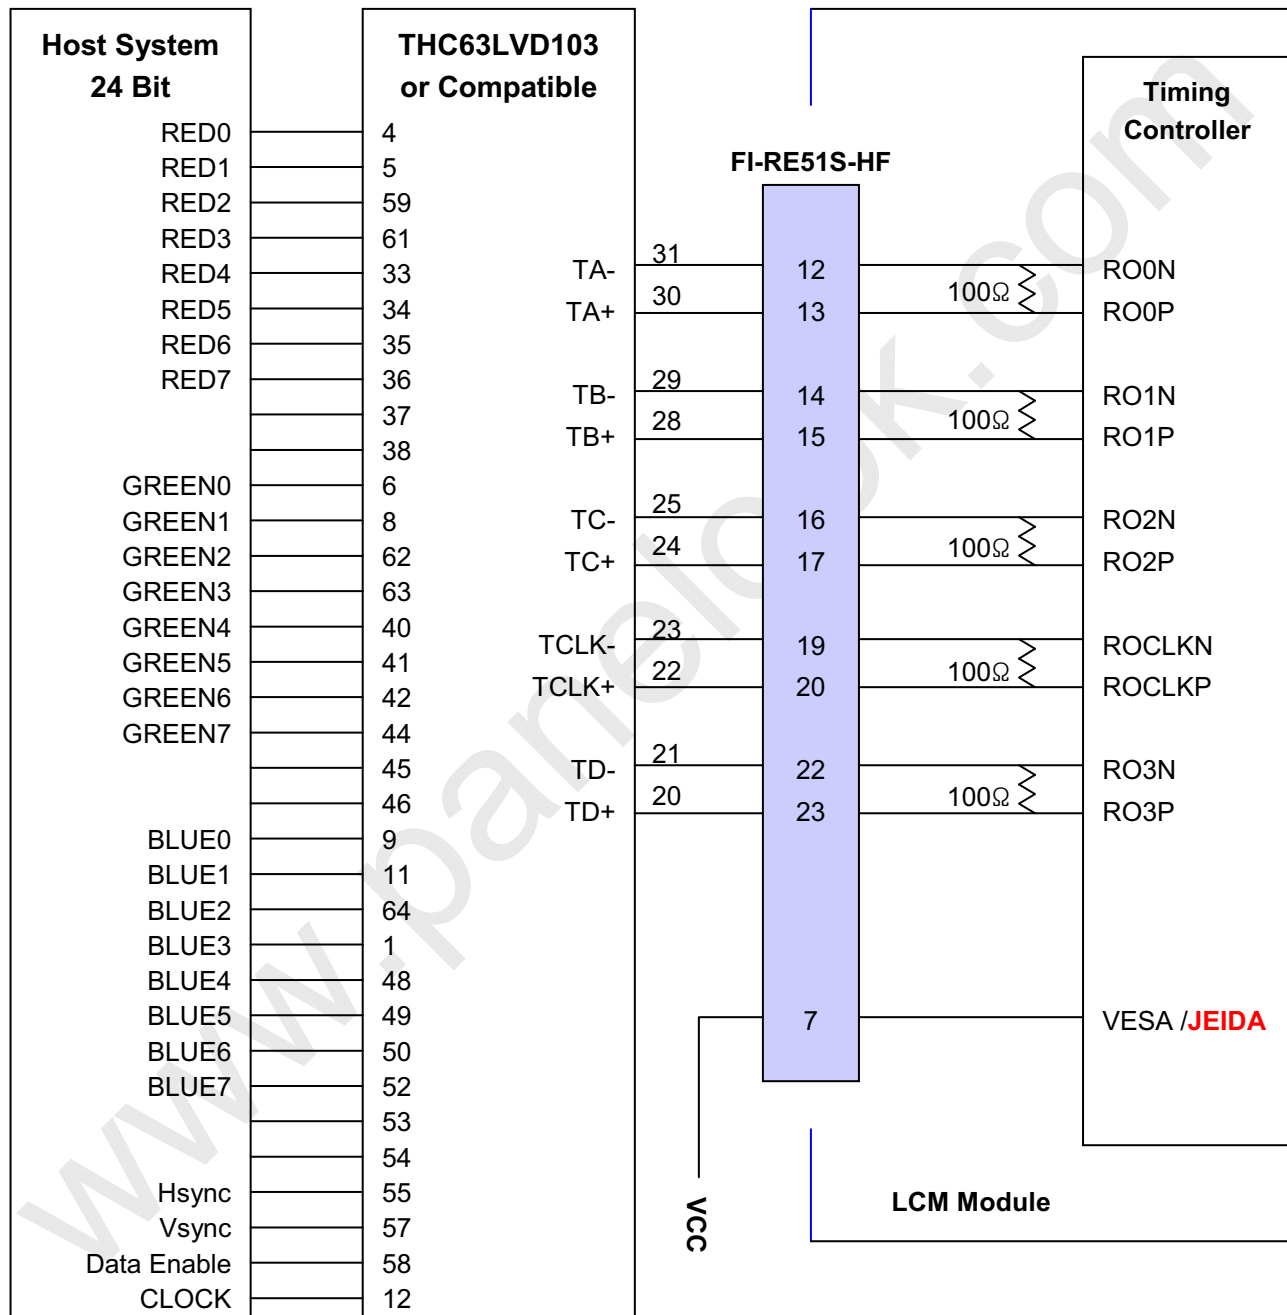 Host System
24 Bit
THC63LVD103
or Compatible
Timing
Controller
FI-RE51S-HF
RED0 4
RED1 5
RED2 59
RED3 61
RED4 33
RED5 34
RED6 35
RED7 36
37
38
GREEN0 6
GREEN1 8
GREEN2 62
GREEN3 63
GREEN4 40
GREEN5 41
GREEN6 42
GREEN7 44
45
46
BLUE0 9
BLUE1 11
BLUE2 64
BLUE3 1
BLUE4 48
BLUE5 49
BLUE6 50
BLUE7 52
53
54
Hsync 55
Vsync 57
Data Enable 58
CLOCK 12
TA- 31 12 RO0N
100Ω
TA+ 30 13 RO0P
TB- 29 14 RO1N
100Ω
TB+ 28 15 RO1P
TC- 25 16 RO2N
100Ω
TC+ 24 17 RO2P
TCLK- 23 19 ROCLKN
100Ω
TCLK+ 22 20 ROCLKP
TD- 21 22 RO3N
100Ω
TD+ 20 23 RO3P
7 VESA /JEIDA
VCC
LCM Module
www.panelook.com